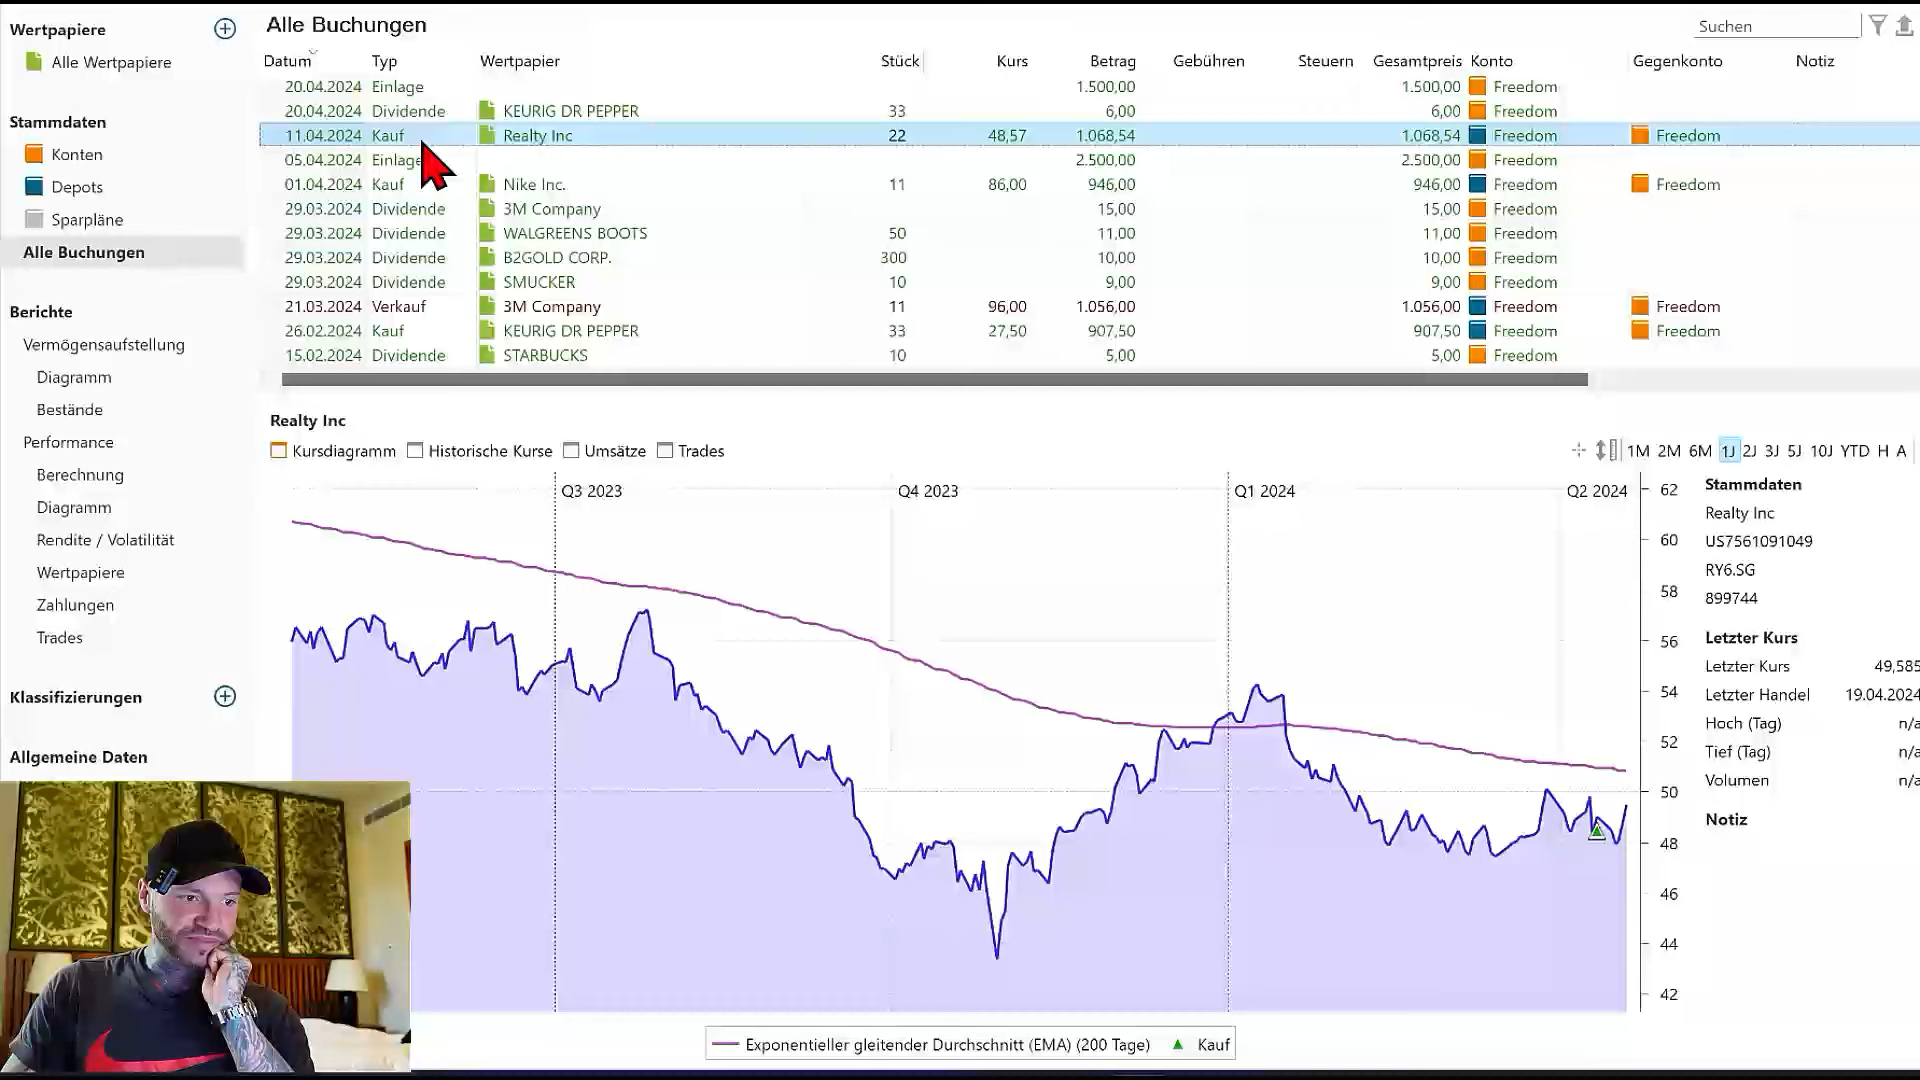 Wertpapiere
Alle Wertpapiere
Stammdaten
Konten
Depots
Sparpläne
Alle Buchungen
Berichte
Vermögensaufstellung
Diagramm
Bestände
Performance
Berechnung
Diagramm
Rendite / Volatilität
Wertpapiere
Zahlungen
Trades
Klassifizierungen
Allgemeine Daten
Alle Buchungen
Suchen
Datum Typ Wertpapier Stück Kurs Betrag Gebühren Steuern Gesamtpreis Konto Gegenkonto Notiz
20.04.2024 Einlage 1.500,00 1.500,00 Freedom
20.04.2024 Dividende KEURIG DR PEPPER 33 6,00 6,00 Freedom
11.04.2024 Kauf Realty Inc 22 48,57 1.068,54 1.068,54 Freedom Freedom
05.04.2024 Einlage 2.500,00 2.500,00 Freedom
01.04.2024 Kauf Nike Inc. 11 86,00 946,00 946,00 Freedom Freedom
29.03.2024 Dividende 3M Company 15,00 15,00 Freedom
29.03.2024 Dividende WALGREENS BOOTS 50 11,00 11,00 Freedom
29.03.2024 Dividende B2GOLD CORP. 300 10,00 10,00 Freedom
29.03.2024 Dividende SMUCKER 10 9,00 9,00 Freedom
21.03.2024 Verkauf 3M Company 11 96,00 1.056,00 1.056,00 Freedom Freedom
26.02.2024 Kauf KEURIG DR PEPPER 33 27,50 907,50 907,50 Freedom Freedom
15.02.2024 Dividende STARBUCKS 10 5,00 5,00 Freedom
Realty Inc
Kursdiagramm Historische Kurse Umsätze Trades
1M 2M 6M 1J 2J 3J 5J 10J YTD H A
Q3 2023 Q4 2023 Q1 2024 Q2 2024
62
60
58
56
54
52
50
48
46
44
42
Stammdaten
Realty Inc
US7561091049
RY6.SG
899744
Letzter Kurs
Letzter Kurs 49,585
Letzter Handel 19.04.2024
Hoch (Tag) n/a
Tief (Tag) n/a
Volumen n/a
Notiz
Exponentieller gleitender Durchschnitt (EMA) (200 Tage) Kauf